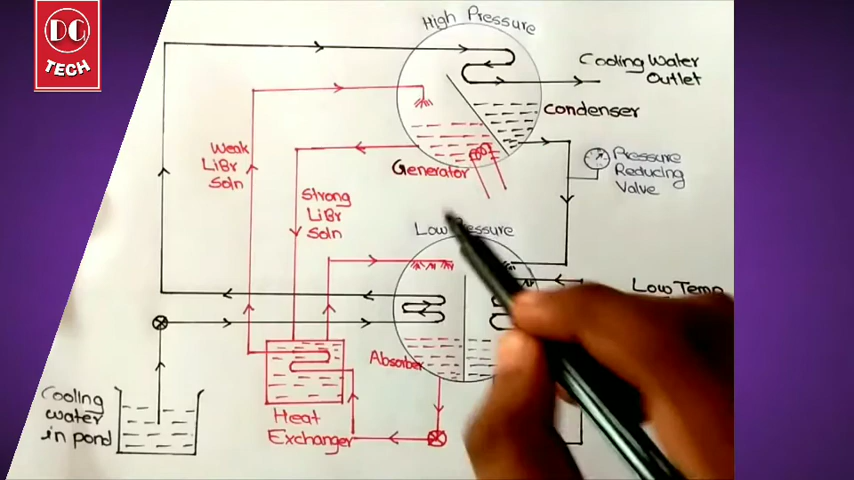 DG
TECH
High Pressure
Cooling Water
Outlet
Condenser
Weak
LiBr
Soln
Generator
Pressure
Reducing
Valve
Strong
LiBr
Soln
Low Pressure
Low Temp
Absorber
Cooling
water
in pond
Heat
Exchanger